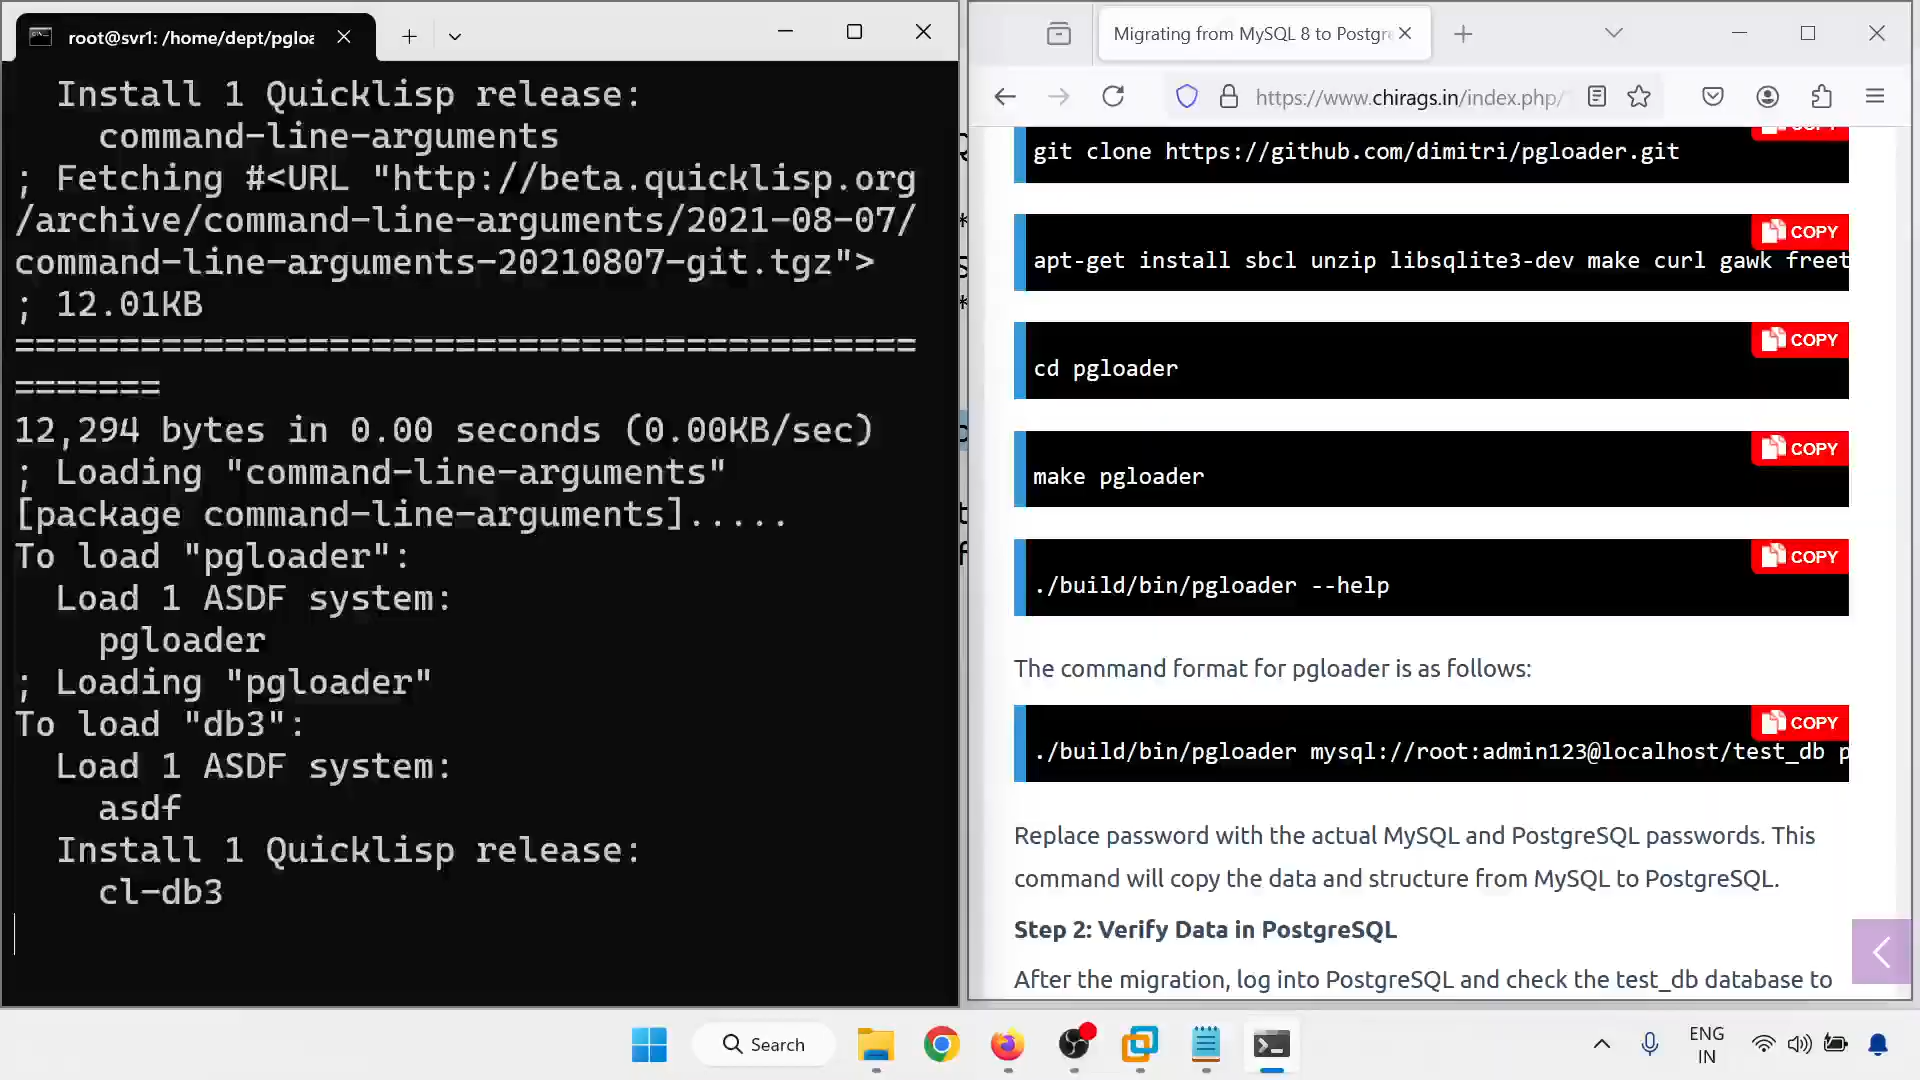 root@svr1: /home/dept/pgloa
Install 1 Quicklisp release:
command-line-arguments
; Fetching #<URL "http://beta.quicklisp.org
/archive/command-line-arguments/2021-08-07/
command-line-arguments-20210807-git.tgz">
; 12.01KB
===========================================
=======
12,294 bytes in 0.00 seconds (0.00KB/sec)
; Loading "command-line-arguments"
[package command-line-arguments].....
To load "pgloader":
Load 1 ASDF system:
pgloader
; Loading "pgloader"
To load "db3":
Load 1 ASDF system:
asdf
Install 1 Quicklisp release:
cl-db3
Migrating from MySQL 8 to Postgr
https://www.chirags.in/index.php/
COPY
git clone https://github.com/dimitri/pgloader.git
COPY
apt-get install sbcl unzip libsqlite3-dev make curl gawk freet
COPY
cd pgloader
COPY
make pgloader
COPY
./build/bin/pgloader --help
The command format for pgloader is as follows:
COPY
./build/bin/pgloader mysql://root:admin123@localhost/test_db p
Replace password with the actual MySQL and PostgreSQL passwords. This
command will copy the data and structure from MySQL to PostgreSQL.
Step 2: Verify Data in PostgreSQL
After the migration, log into PostgreSQL and check the test_db database to
Search
ENG
IN